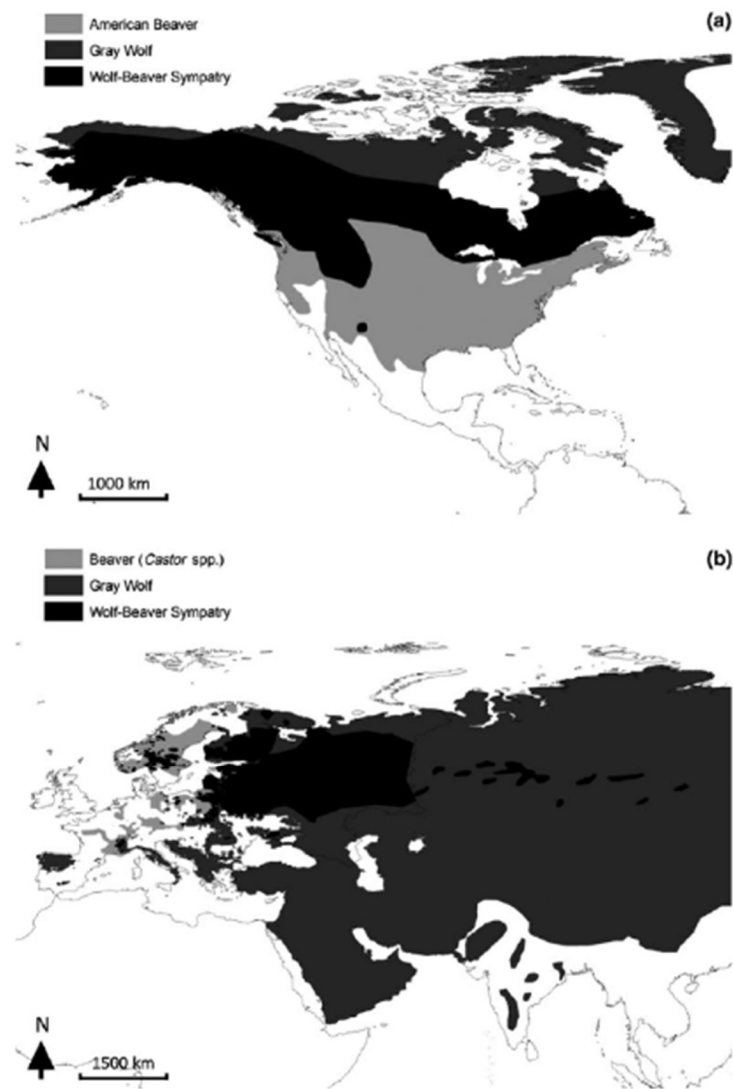 American Beaver
Gray Wolf
Wolf-Beaver Sympatry
(a)
N
1000 km
Beaver (Castor spp.)
Gray Wolf
Wolf-Beaver Sympatry
(b)
N
1500 km